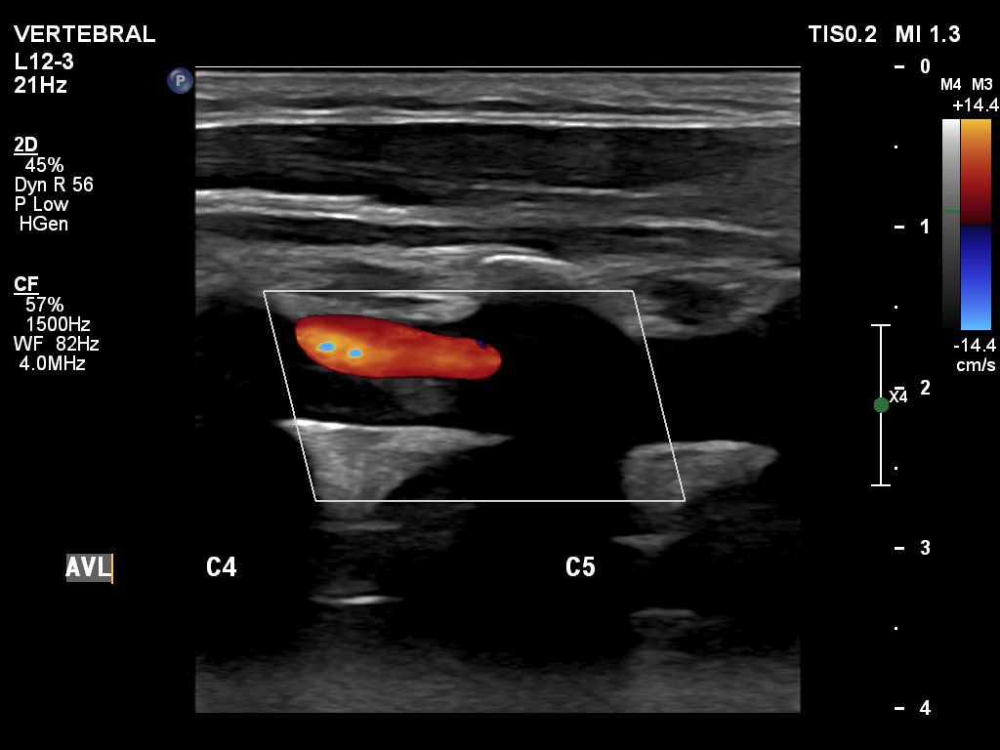 VERTEBRAL
L12-3
21Hz
2D
45%
Dyn R 56
P Low
HGen
CF
57%
1500Hz
WF 82Hz
4.0MHz
P
TIS0.2 MI 1.3
M4 M3
+14.4
-14.4
cm/s
0
1
2
X4
3
4
AVL
C4
C5